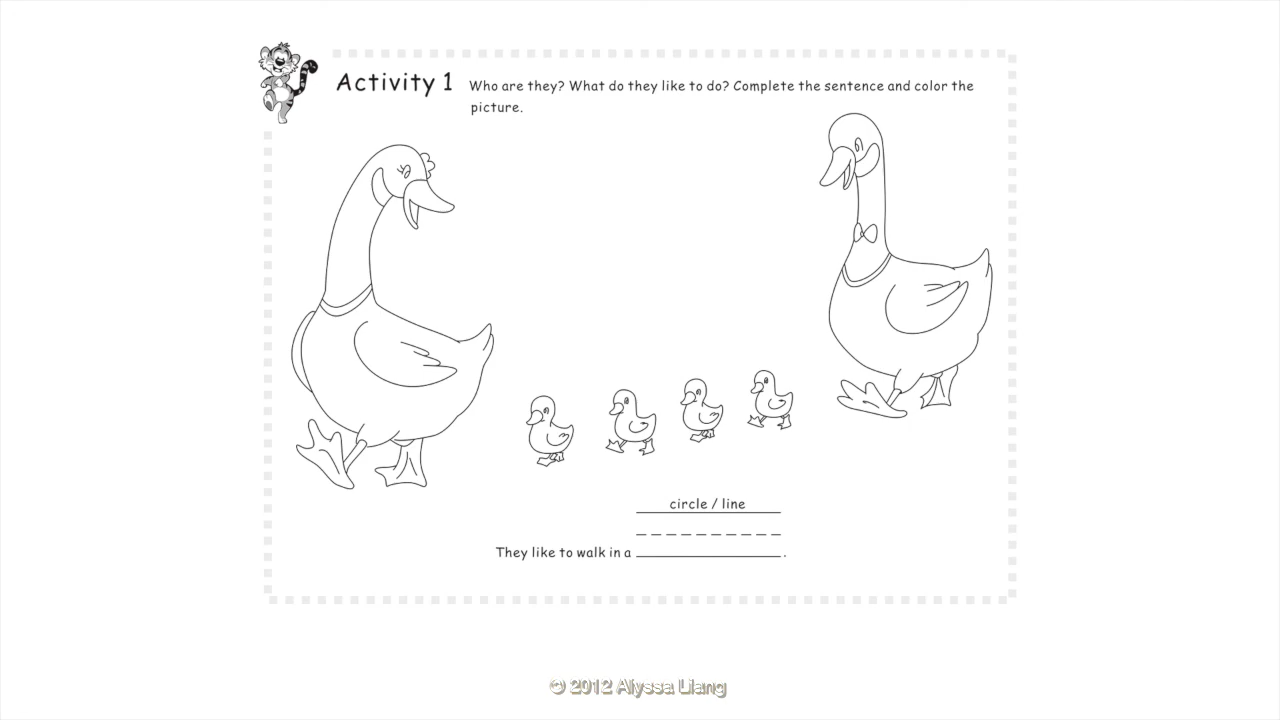 Activity 1 Who are they? What do they like to do? Complete the sentence and color the
picture.
circle / line
They like to walk in a .
© 2012 Alyssa Liang